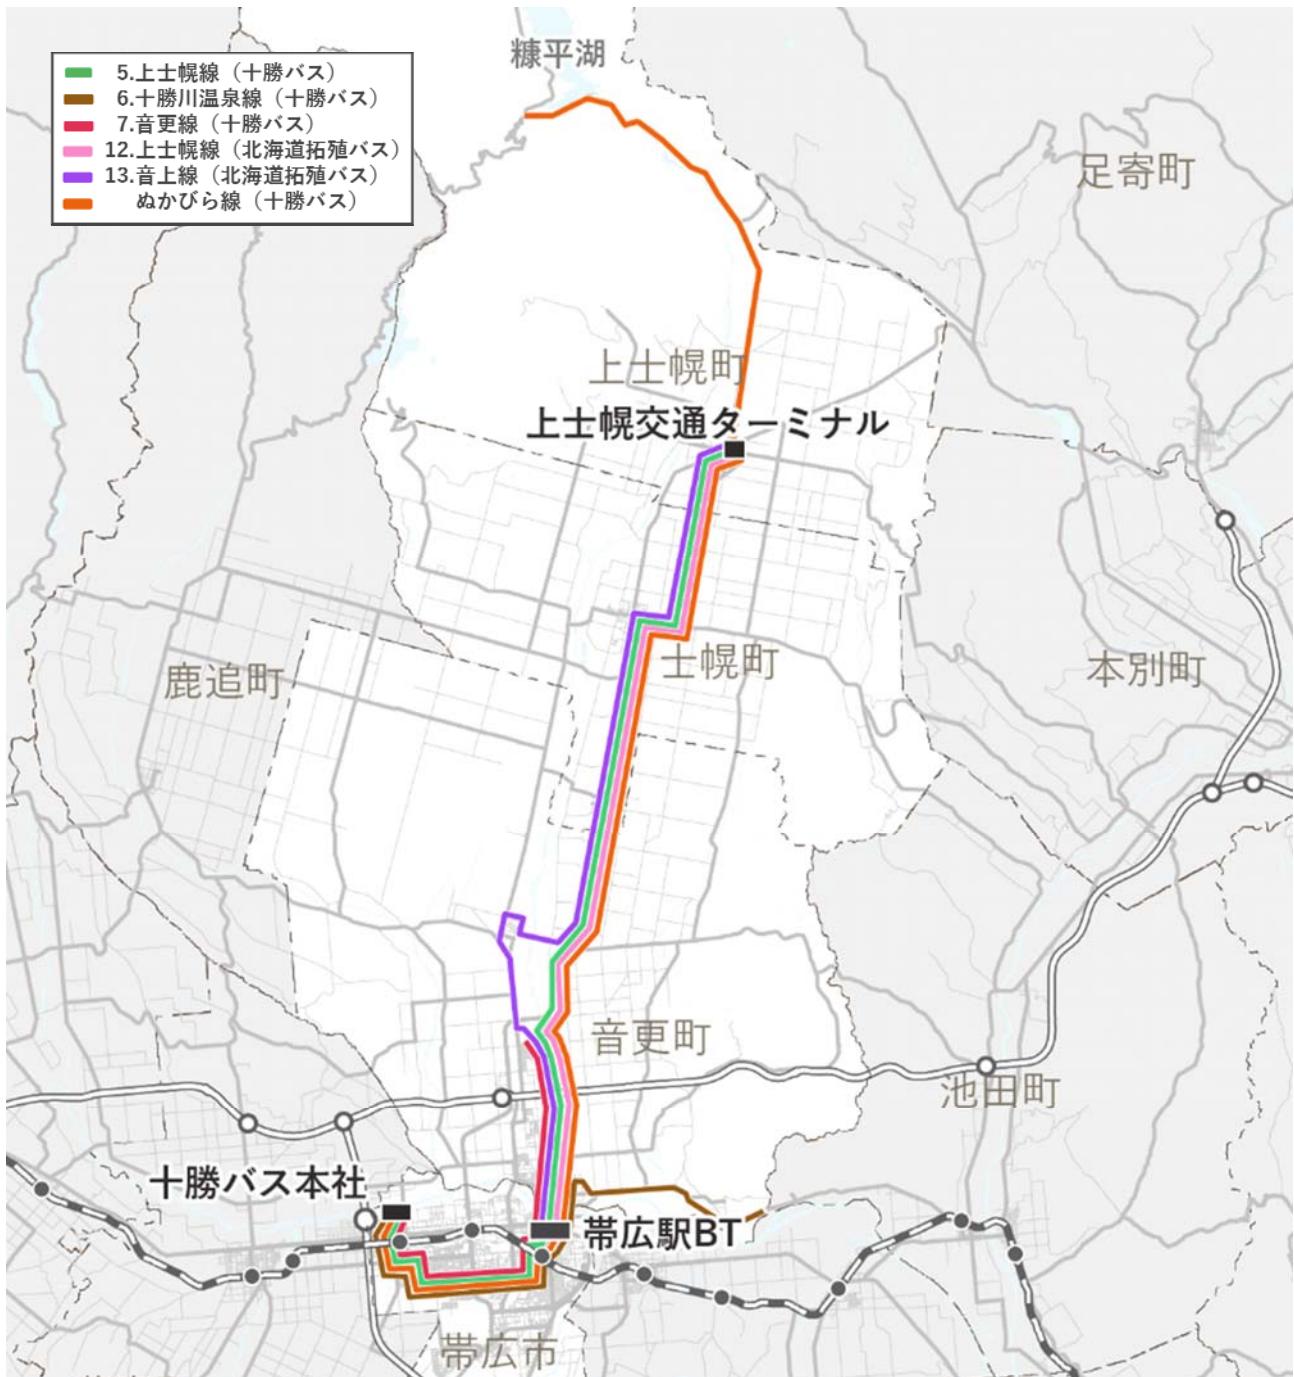 糠平湖
5.上士幌線（十勝バス）
6.十勝川温泉線（十勝バス）
7.音更線（十勝バス）
12.上士幌線（北海道拓殖バス）
13.音上線（北海道拓殖バス）
ぬかびら線（十勝バス）
足寄町
上士幌町
上士幌交通ターミナル
士幌町
鹿追町
本別町
音更町
池田町
十勝バス本社
帯広駅BT
帯広市